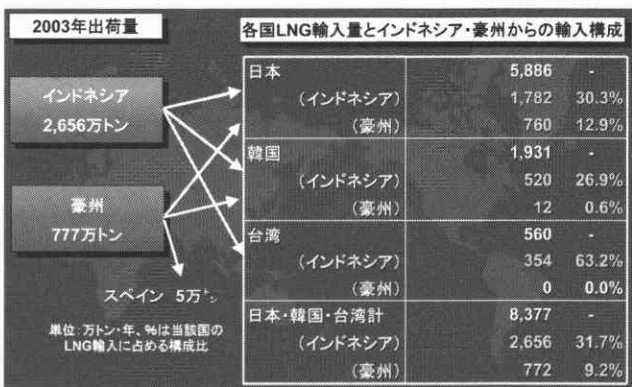 2003年出荷量
インドネシア
2,656万トン
豪州
777万トン
スペイン 5万トン
単位:万トン・年、%は当該国の
LNG輸入に占める構成比
各国LNG輸入量とインドネシア・豪州からの輸入構成
日本 5,886 -
(インドネシア) 1,782 30.3%
(豪州) 760 12.9%
韓国 1,931 -
(インドネシア) 520 26.9%
(豪州) 12 0.6%
台湾 560 -
(インドネシア) 354 63.2%
(豪州) 0 0.0%
日本・韓国・台湾計 8,377 -
(インドネシア) 2,656 31.7%
(豪州) 772 9.2%